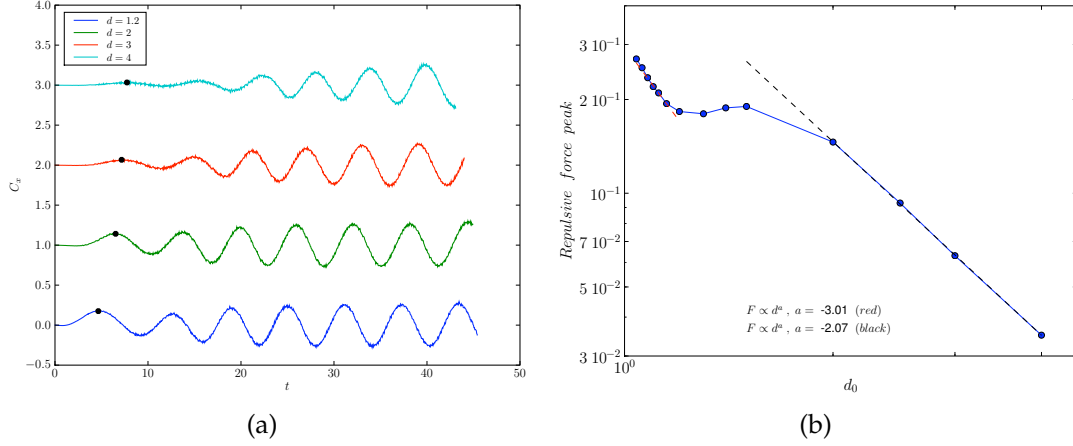 4.0
3.5
3.0
2.5
2.0
1.5
1.0
0.5
0.0
−0.5
C_x
d = 1.2
d = 2
d = 3
d = 4
0 10 20 30 40 50
t
(a)
3 10^{-1}
2 10^{-1}
10^{-1}
7 10^{-2}
5 10^{-2}
3 10^{-2}
Repulsive force peak
F ∝ d^a , a = -3.01 (red)
F ∝ d^a , a = -2.07 (black)
10^0
d_0
(b)